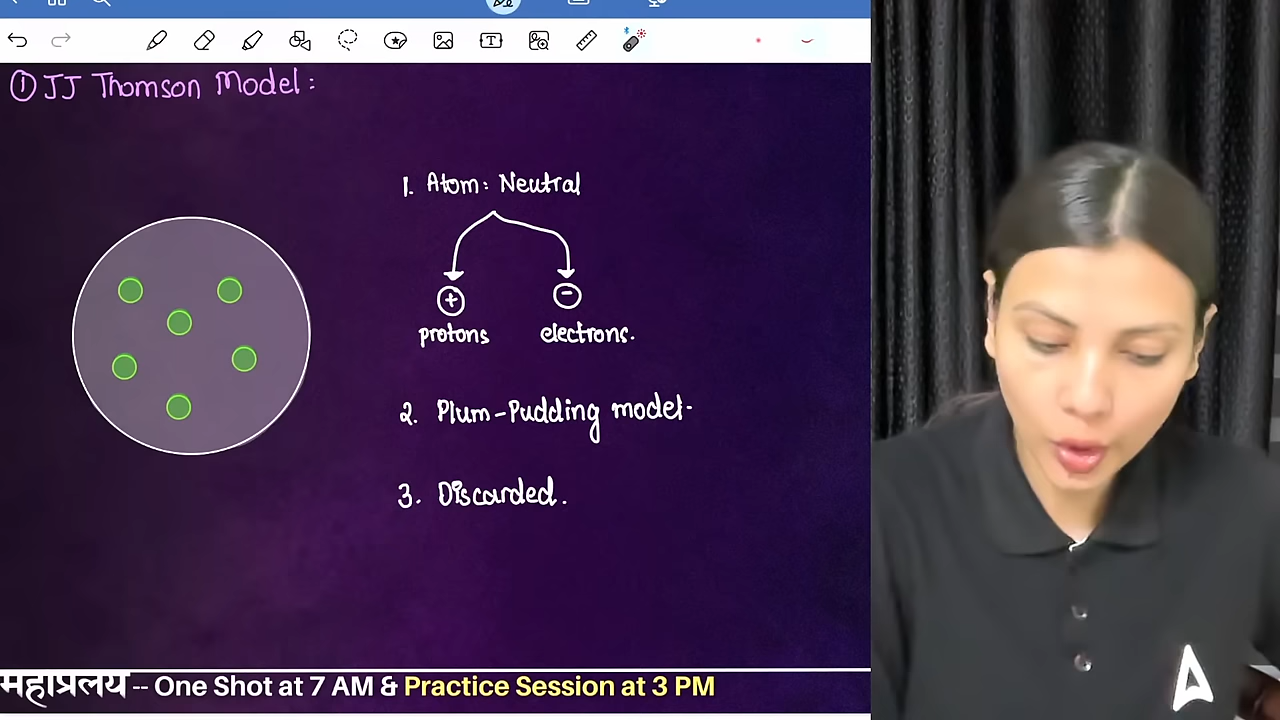 ① JJ Thomson Model:
1. Atom: Neutral
+ -
protons electrons.
2. Plum-Pudding model-
3. Discarded.
महाप्रलय -- One Shot at 7 AM & Practice Session at 3 PM